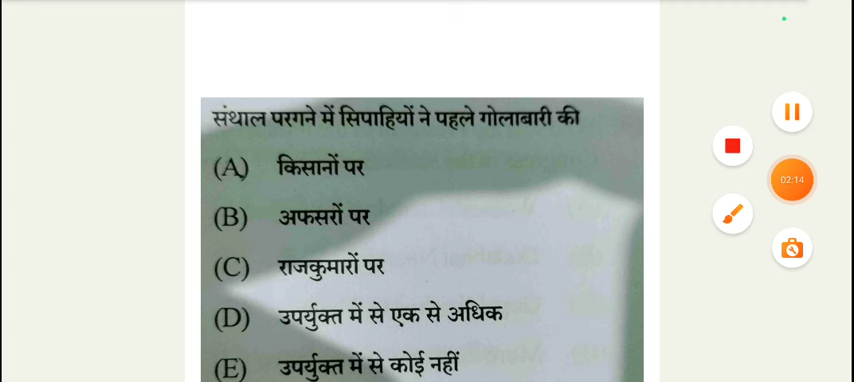 02:14
संथाल परगने में सिपाहियों ने पहले गोलाबारी की
(A) किसानों पर
(B) अफसरों पर
(C) राजकुमारों पर
(D) उपर्युक्त में से एक से अधिक
(E) उपर्युक्त में से कोई नहीं